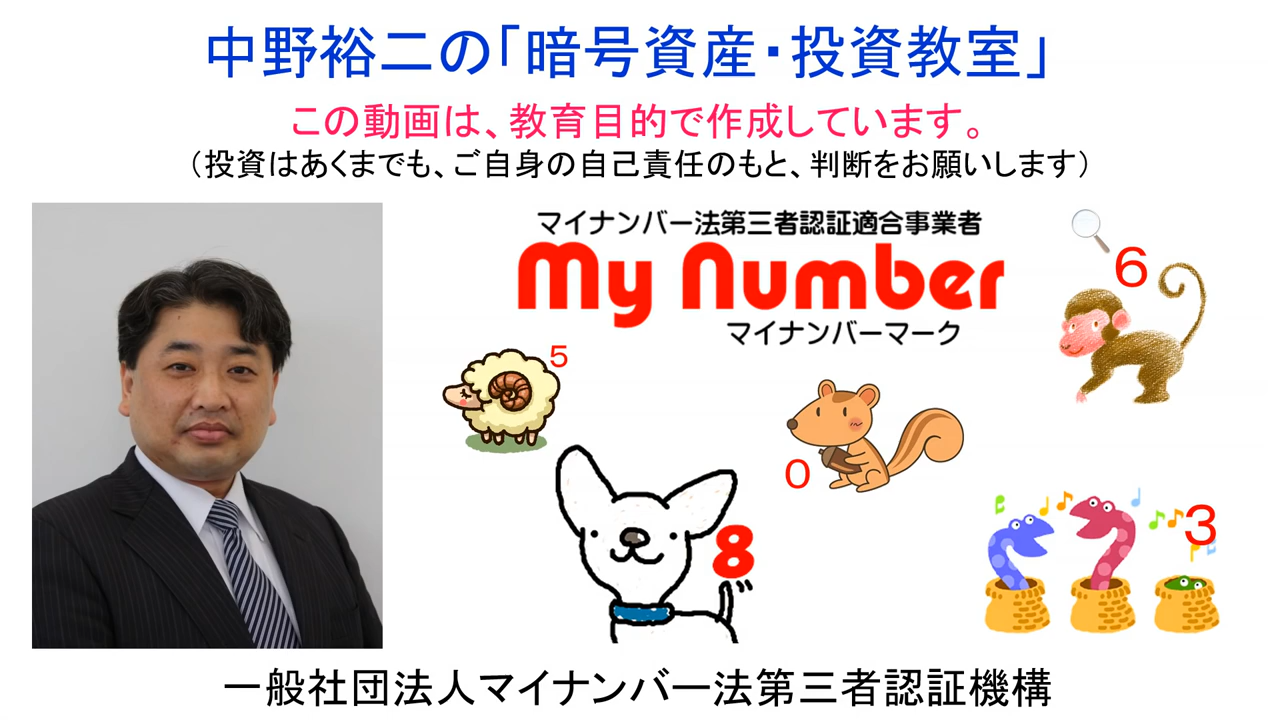 中野裕二の「暗号資産・投資教室」
この動画は、教育目的で作成しています。
（投資はあくまでも、ご自身の自己責任のもと、判断をお願いします）
マイナンバー法第三者認証適合事業者
My Number
マイナンバーマーク
6
5
0
8
3
一般社団法人マイナンバー法第三者認証機構